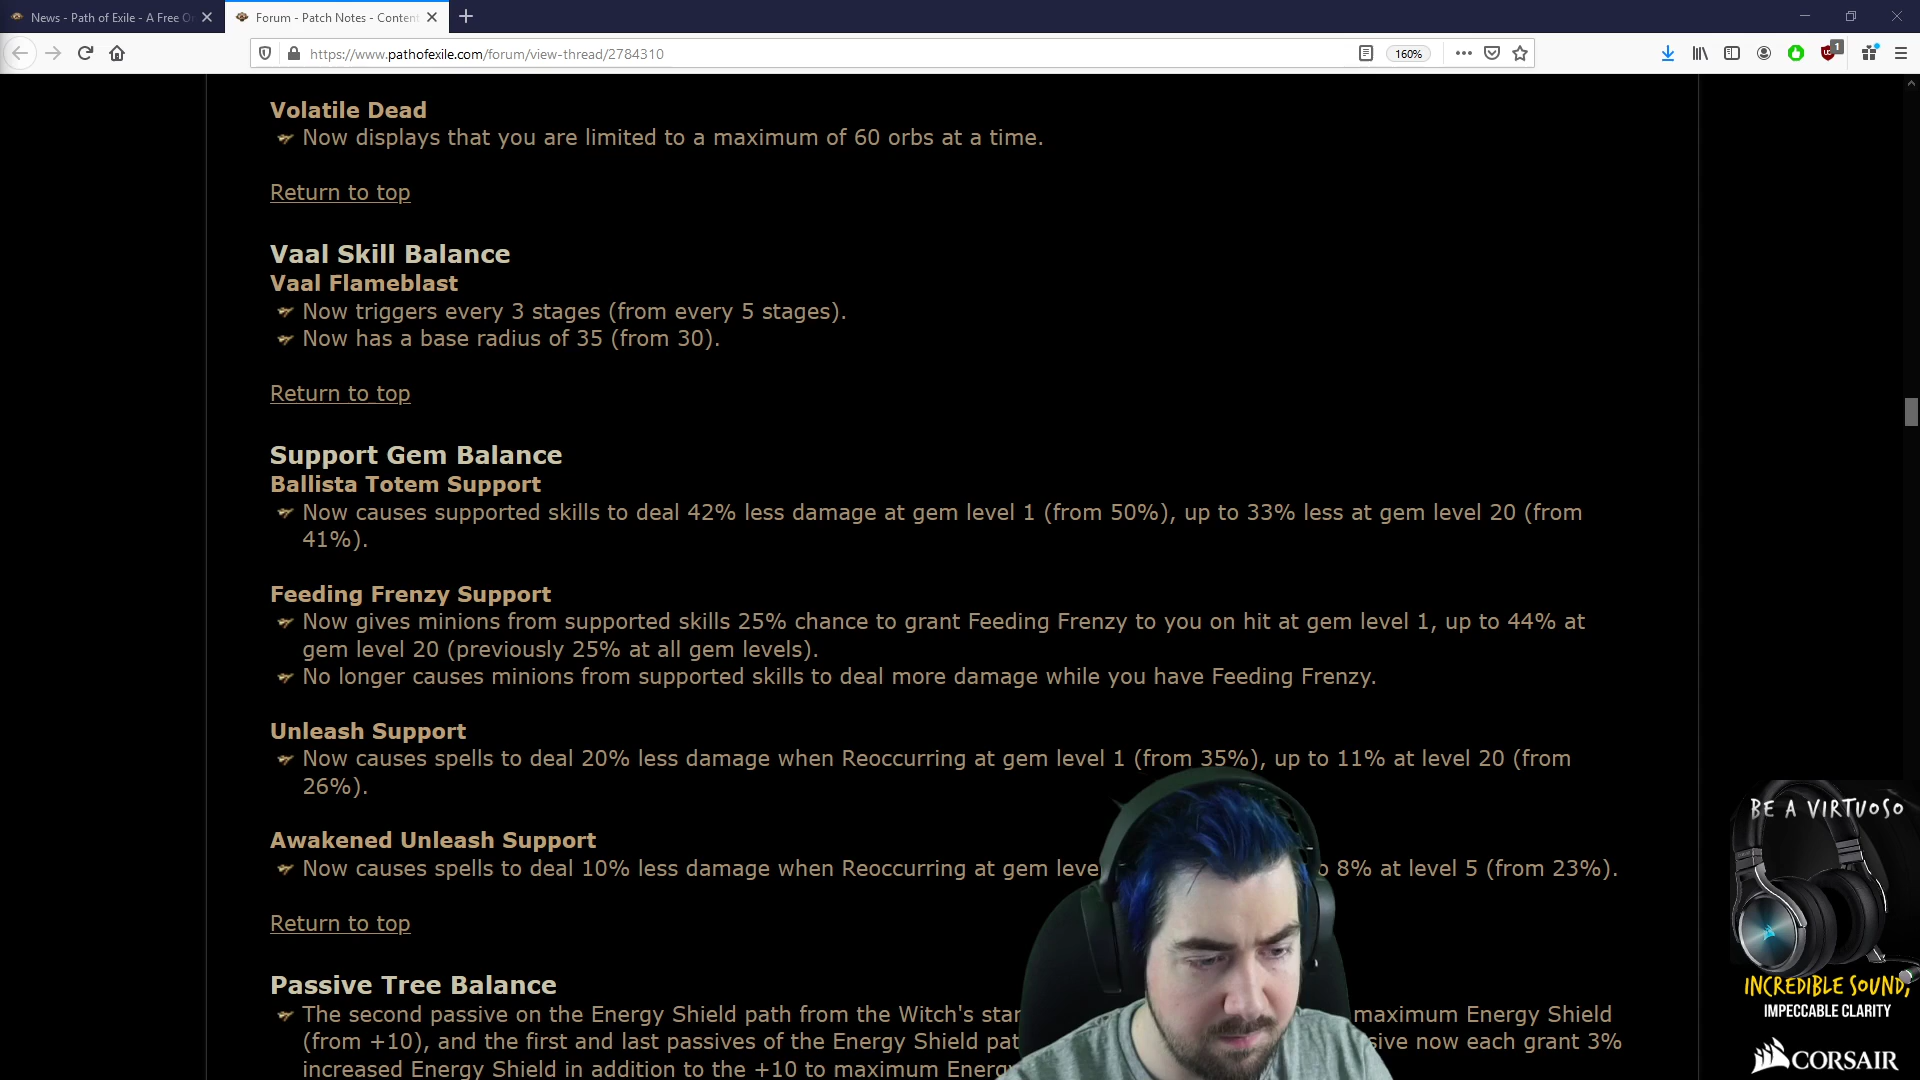 News - Path of Exile - A Free O
Forum - Patch Notes - Content
https://www.pathofexile.com/forum/view-thread/2784310
160%
1
Volatile Dead
Now displays that you are limited to a maximum of 60 orbs at a time.
Return to top
Vaal Skill Balance
Vaal Flameblast
Now triggers every 3 stages (from every 5 stages).
Now has a base radius of 35 (from 30).
Return to top
Support Gem Balance
Ballista Totem Support
Now causes supported skills to deal 42% less damage at gem level 1 (from 50%), up to 33% less at gem level 20 (from
41%).
Feeding Frenzy Support
Now gives minions from supported skills 25% chance to grant Feeding Frenzy to you on hit at gem level 1, up to 44% at
gem level 20 (previously 25% at all gem levels).
No longer causes minions from supported skills to deal more damage while you have Feeding Frenzy.
Unleash Support
Now causes spells to deal 20% less damage when Reoccurring at gem level 1 (from 35%), up to 11% at level 20 (from
26%).
Awakened Unleash Support
Now causes spells to deal 10% less damage when Reoccurring at gem leve 8% at level 5 (from 23%).
Return to top
Passive Tree Balance
The second passive on the Energy Shield path from the Witch's star maximum Energy Shield
(from +10), and the first and last passives of the Energy Shield pat sive now each grant 3%
increased Energy Shield in addition to the +10 to maximum Energ
BE A VIRTUOSO
INCREDIBLE SOUND,
IMPECCABLE CLARITY
CORSAIR